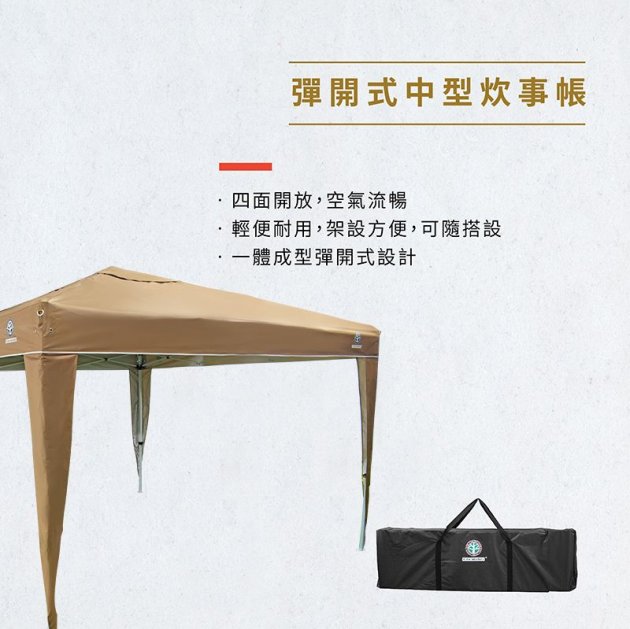 彈開式中型炊事帳
· 四面開放，空氣流暢
· 輕便耐用，架設方便，可隨搭設
· 一體成型彈開式設計